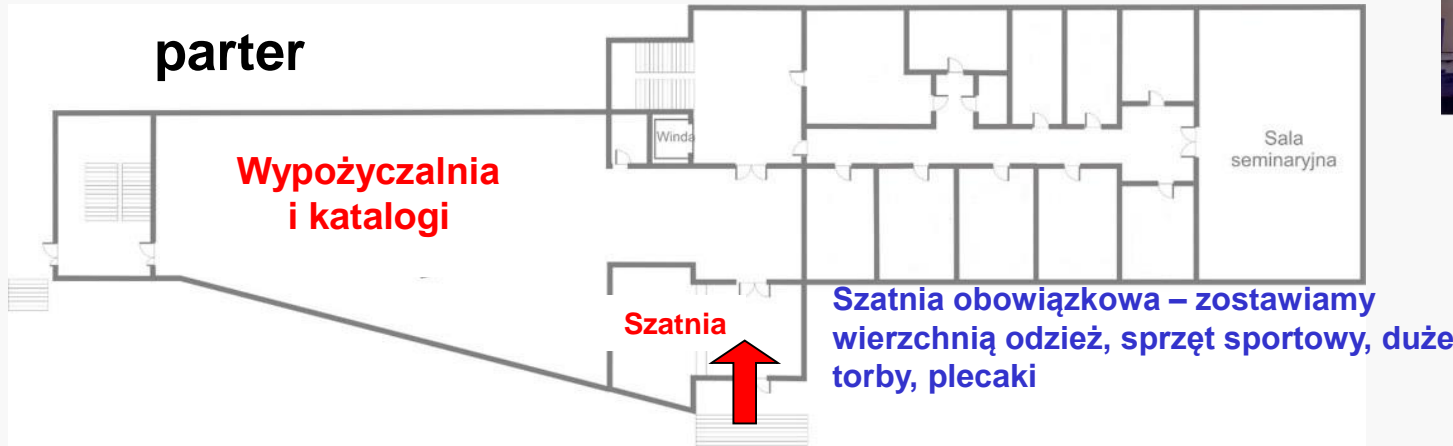 parter
Winda
Wypożyczalnia
i katalogi
Sala
seminaryjna
Szatnia
Szatnia obowiązkowa – zostawiamy
wierzchnią odzież, sprzęt sportowy, duże
torby, plecaki